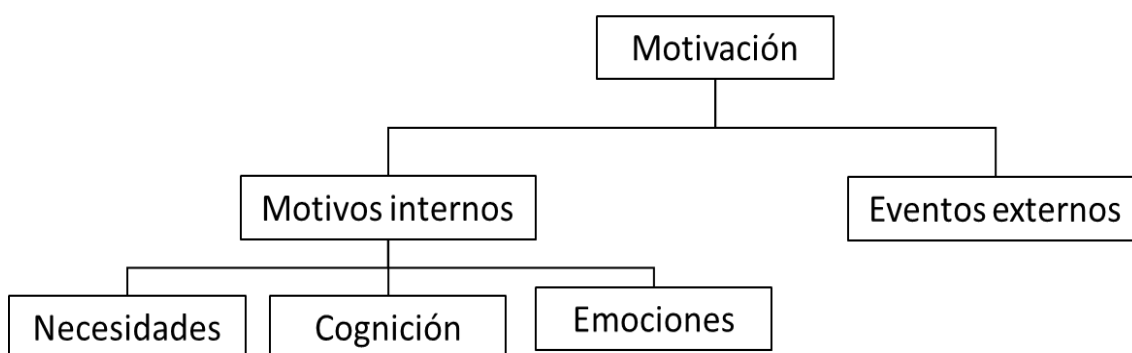 Motivación
Motivos internos
Eventos externos
Necesidades
Cognición
Emociones